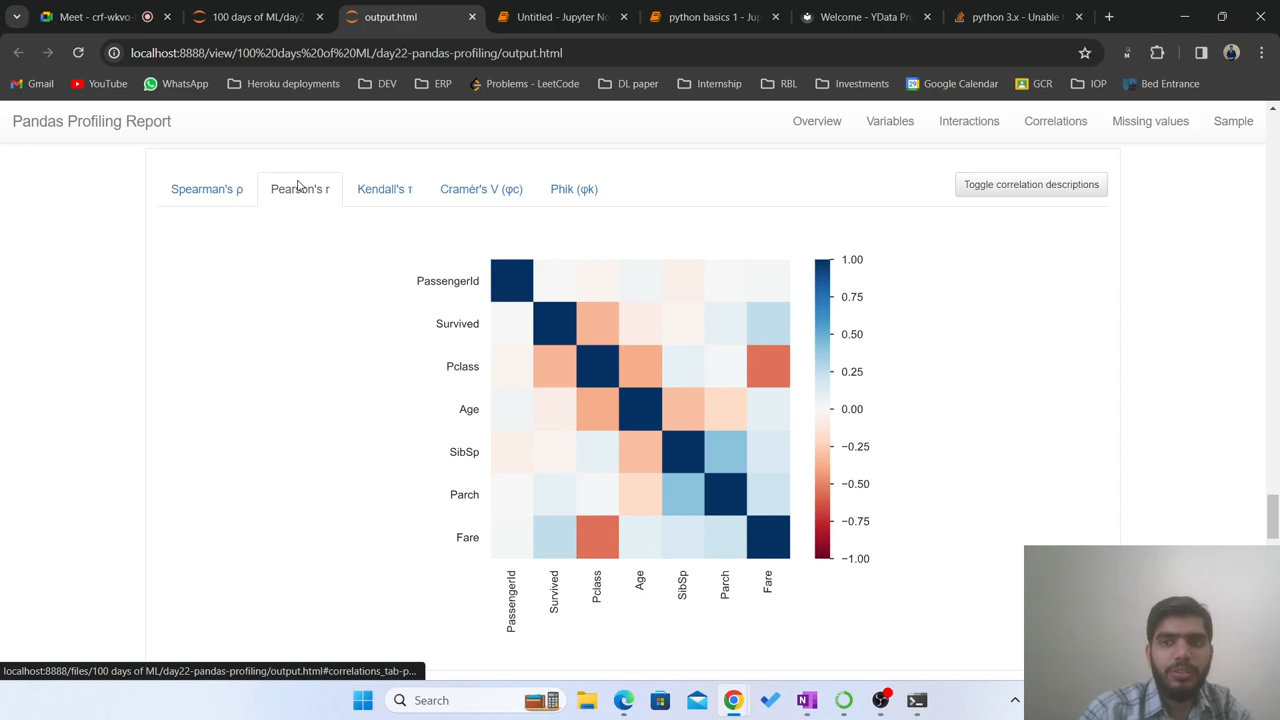 Meet - crf-wkvo-
100 days of ML/day2
output.html
Untitled - Jupyter No
python basics 1 -
Welcome - YData Pr
python 3.x - Unable
localhost:8888/view/100%20days%20of%20ML/day22-pandas-profiling/output.html
Gmail
YouTube
WhatsApp
Heroku deployments
DEV
ERP
Problems - LeetCode
DL paper
Internship
RBL
Investments
Google Calendar
GCR
IOP
Bed Entrance
Pandas Profiling Report
Overview
Variables
Interactions
Correlations
Missing values
Sample
Spearman's ρ
Pearson's r
Kendall's τ
Cramér's V (φc)
Phik (φk)
Toggle correlation descriptions
PassengerId
Survived
Pclass
Age
SibSp
Parch
Fare
1.00
0.75
0.50
0.25
0.00
−0.25
−0.50
−0.75
−1.00
PassengerId
Survived
Pclass
Age
SibSp
Parch
Fare
localhost:8888/files/100 days of ML/day22-pandas-profiling/output.html#correlations_tab-p...
Search